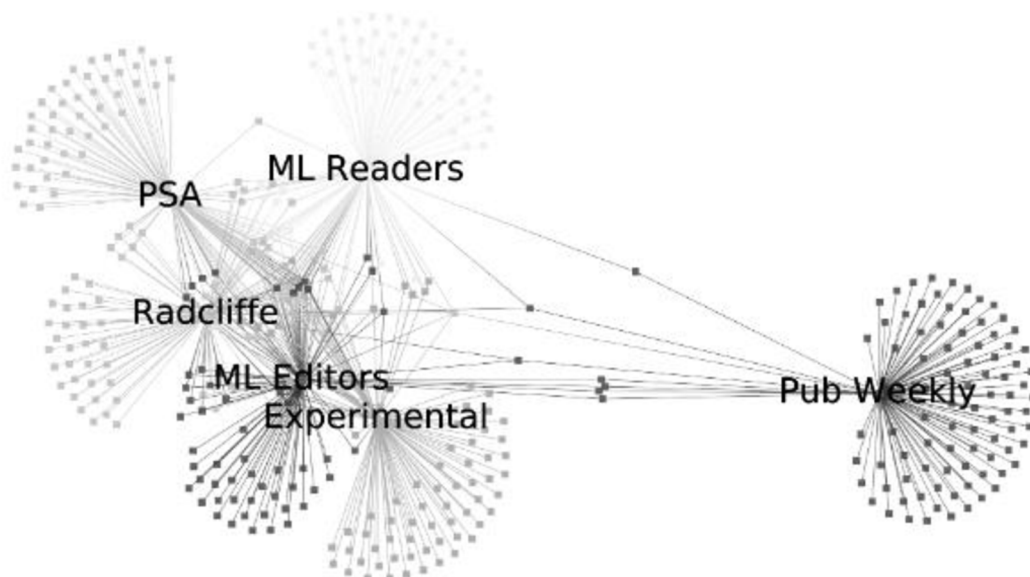 ML Readers
PSA
Radcliffe
ML Editors
Pub Weekly
Experimental